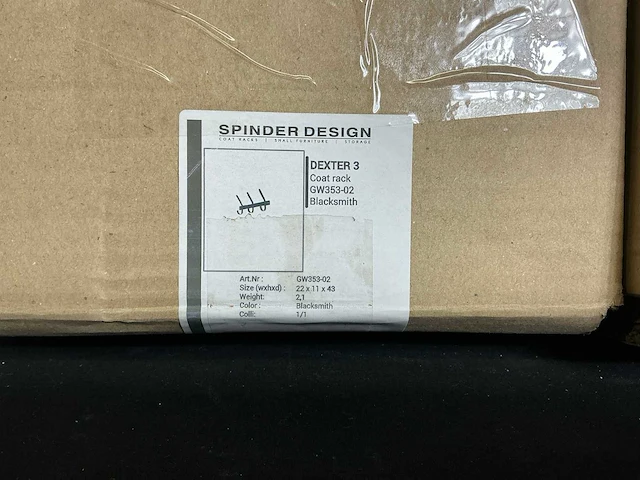 SPINDER DESIGN
COAT RACKS | SMALL FURNITURE | STORAGE
DEXTER 3
Coat rack
GW353-02
Blacksmith
Art.Nr : GW353-02
Size (wxhxd) : 22 x 11 x 43
Weight: 2,1
Color : Blacksmith
Colli: 1/1